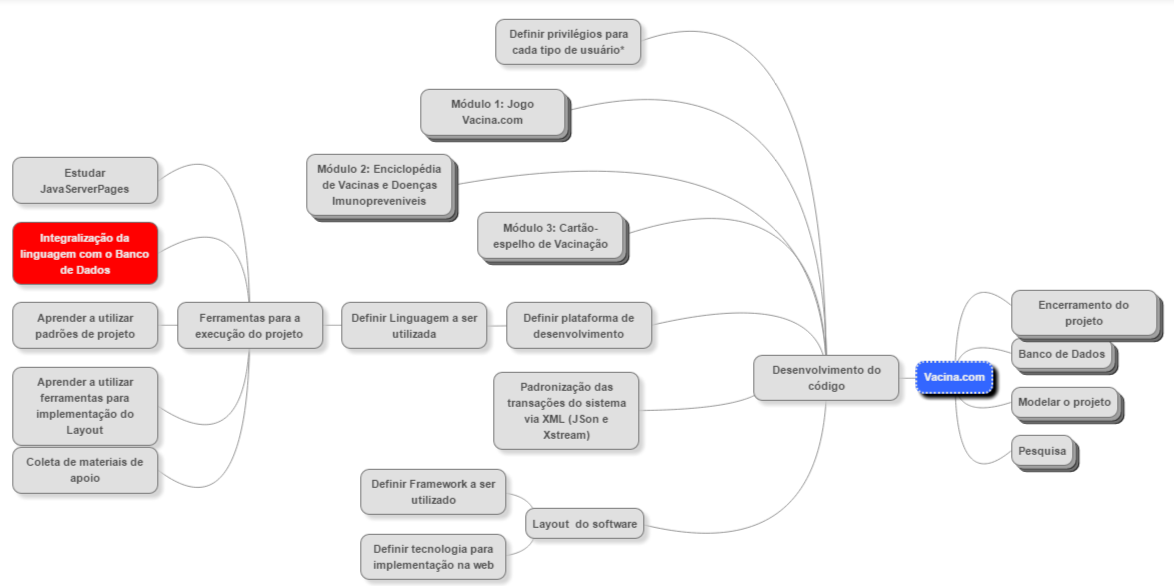 Definir privilégios para
cada tipo de usuário*
Módulo 1: Jogo
Vacina.com
Módulo 2: Enciclopédia
de Vacinas e Doenças
Imunopreveniveis
Módulo 3: Cartão-
espelho de Vacinação
Estudar
JavaServerPages
Integralização da
linguagem com o Banco
de Dados
Aprender a utilizar
padrões de projeto
Ferramentas para a
execução do projeto
Definir Linguagem a ser
utilizada
Definir plataforma de
desenvolvimento
Aprender a utilizar
ferramentas para
implementação do
Layout
Coleta de materiais de
apoio
Padronização das
transações do sistema
via XML (JSon e
Xstream)
Definir Framework a ser
utilizado
Layout do software
Definir tecnologia para
implementação na web
Desenvolvimento do
código
Vacina.com
Encerramento do
projeto
Banco de Dados
Modelar o projeto
Pesquisa